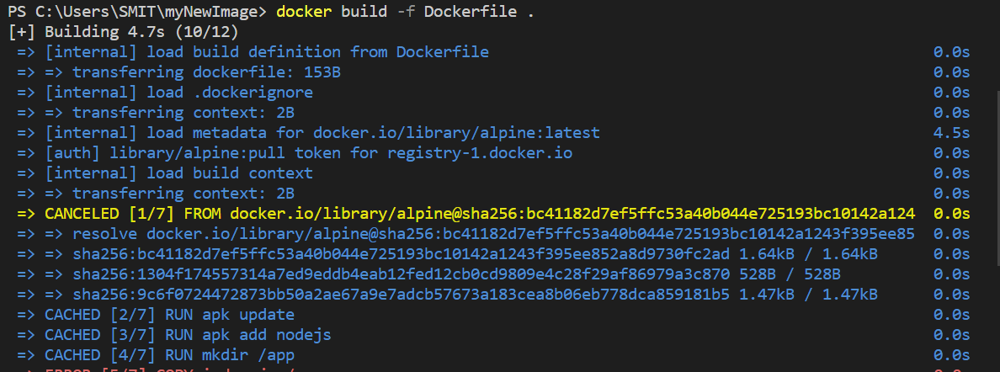 PS C:\Users\SMIT\myNewImage> docker build -f Dockerfile .
[+] Building 4.7s (10/12)
=> [internal] load build definition from Dockerfile 0.0s
=> => transferring dockerfile: 153B 0.0s
=> [internal] load .dockerignore 0.0s
=> => transferring context: 2B 0.0s
=> [internal] load metadata for docker.io/library/alpine:latest 4.5s
=> [auth] library/alpine:pull token for registry-1.docker.io 0.0s
=> [internal] load build context 0.0s
=> => transferring context: 2B 0.0s
=> CANCELED [1/7] FROM docker.io/library/alpine@sha256:bc41182d7ef5ffc53a40b044e725193bc10142a124 0.0s
=> => resolve docker.io/library/alpine@sha256:bc41182d7ef5ffc53a40b044e725193bc10142a1243f395ee85 0.0s
=> => sha256:bc41182d7ef5ffc53a40b044e725193bc10142a1243f395ee852a8d9730fc2ad 1.64kB / 1.64kB 0.0s
=> => sha256:1304f174557314a7ed9eddb4eab12fed12cb0cd9809e4c28f29af86979a3c870 528B / 528B 0.0s
=> => sha256:9c6f0724472873bb50a2ae67a9e7adcb57673a183cea8b06eb778dca859181b5 1.47kB / 1.47kB 0.0s
=> CACHED [2/7] RUN apk update 0.0s
=> CACHED [3/7] RUN apk add nodejs 0.0s
=> CACHED [4/7] RUN mkdir /app 0.0s
=> ERROR [5/7] COPY